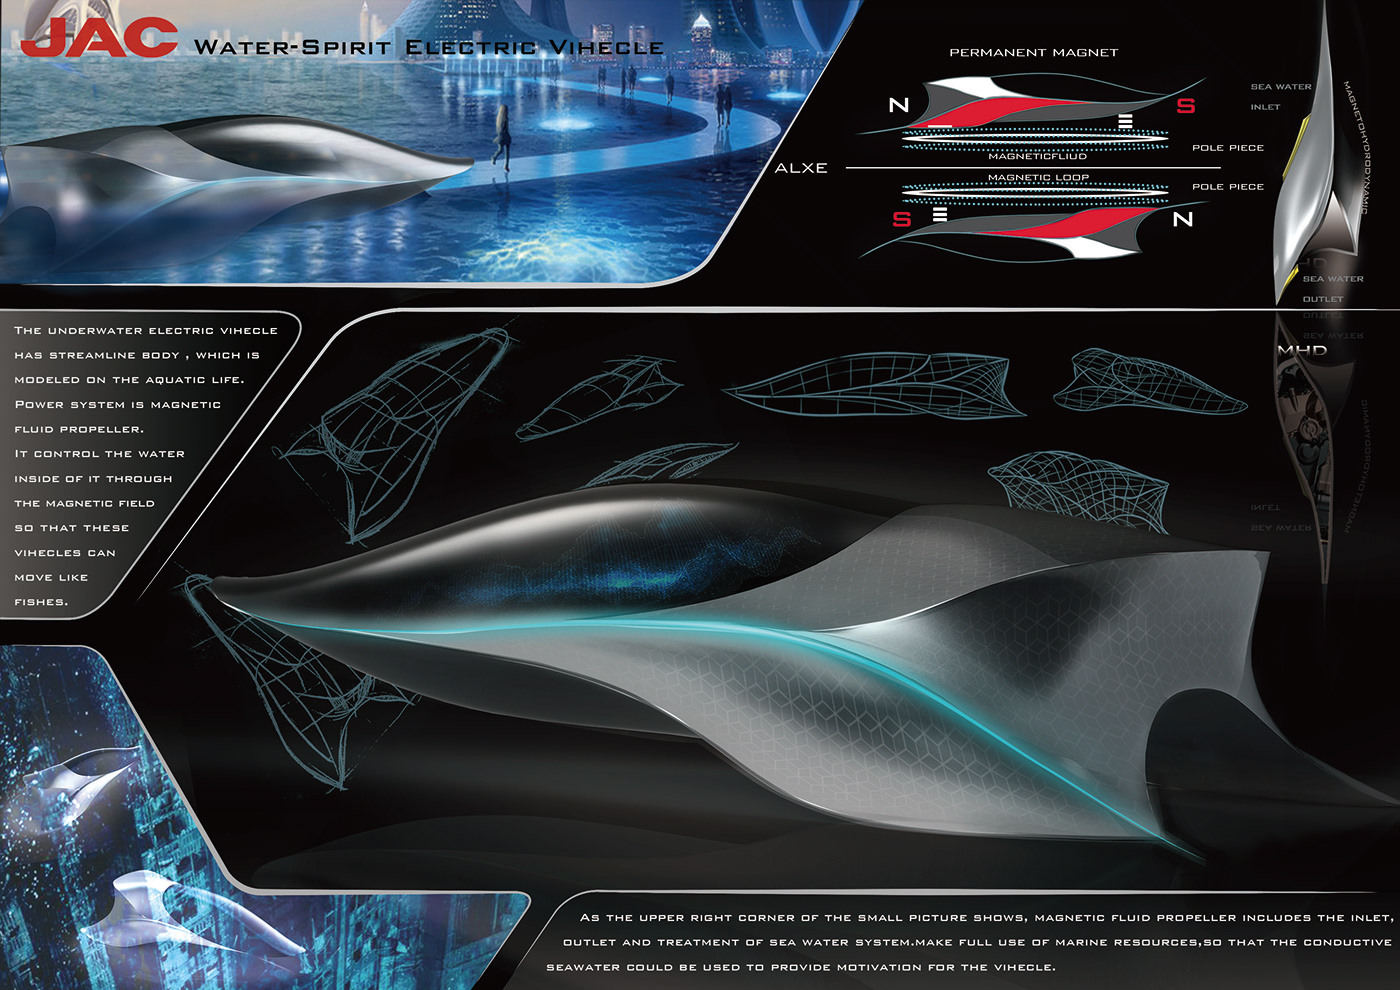 JAC Water-Spirit Electric Vihecle
PERMANENT MAGNET
N
S
MAGNETICFLIUD
POLE PIECE
ALXE
MAGNETIC LOOP
POLE PIECE
S
N
SEA WATER
INLET
MAGNETOHYDRODYNAMIC
SEA WATER
OUTLET
MHD
The underwater electric vihecle
has streamline body , which is
modeled on the aquatic life.
Power system is magnetic
fluid propeller.
It control the water
inside of it through
the magnetic field
so that these
vihecles can
move like
fishes.
As the upper right corner of the small picture shows, magnetic fluid propeller includes the inlet,
outlet and treatment of sea water system.make full use of marine resources,so that the conductive
seawater could be used to provide motivation for the vihecle.